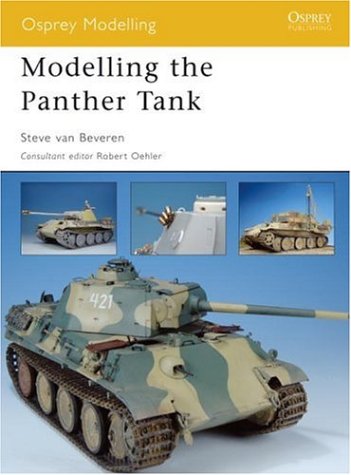 Osprey Modelling
OSPREY
PUBLISHING
Modelling the
Panther Tank
Steve van Beveren
Consultant editor Robert Oehler
421